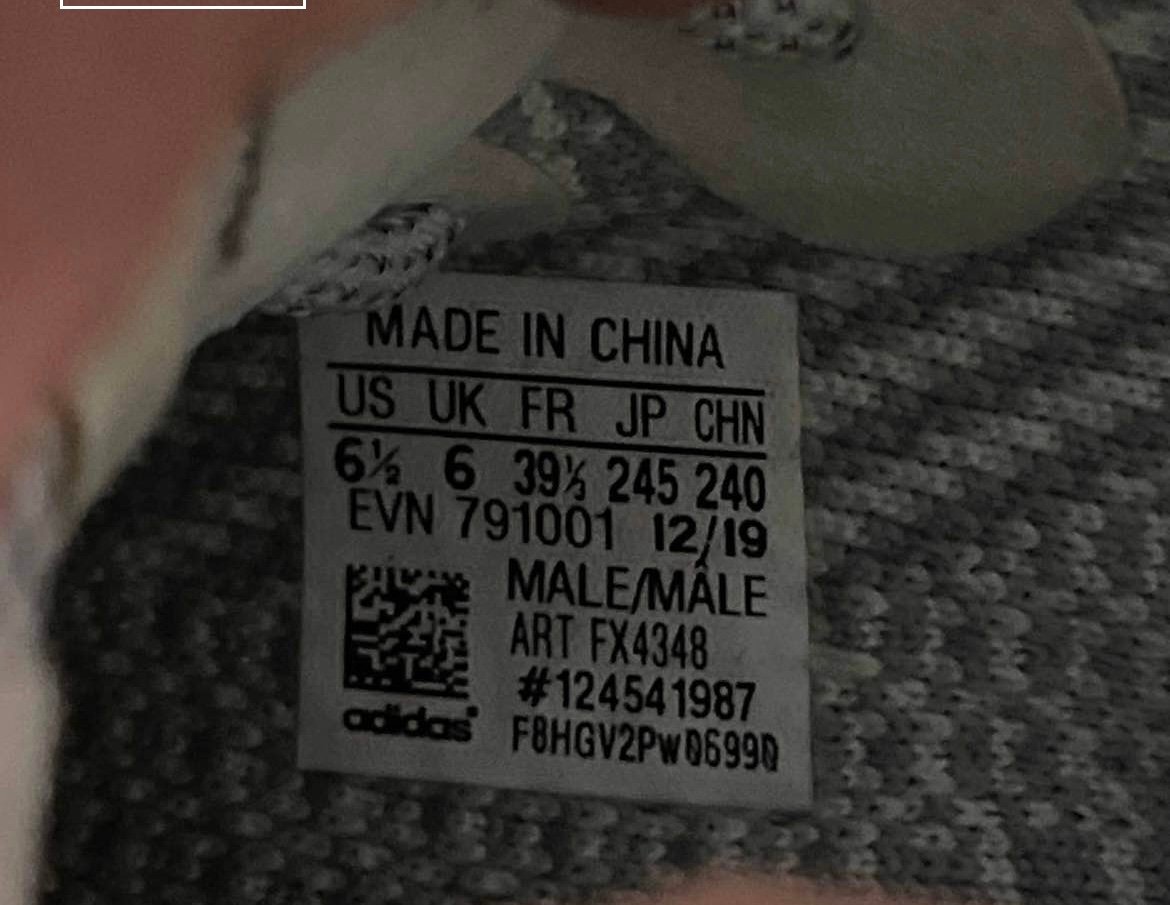 MADE IN CHINA
US UK FR JP CHN
6½ 6 39⅓ 245 240
EVN 791001 12/19
MALE/MÂLE
ART FX4348
#124541987
adidas®
F8HGV2Pw06990